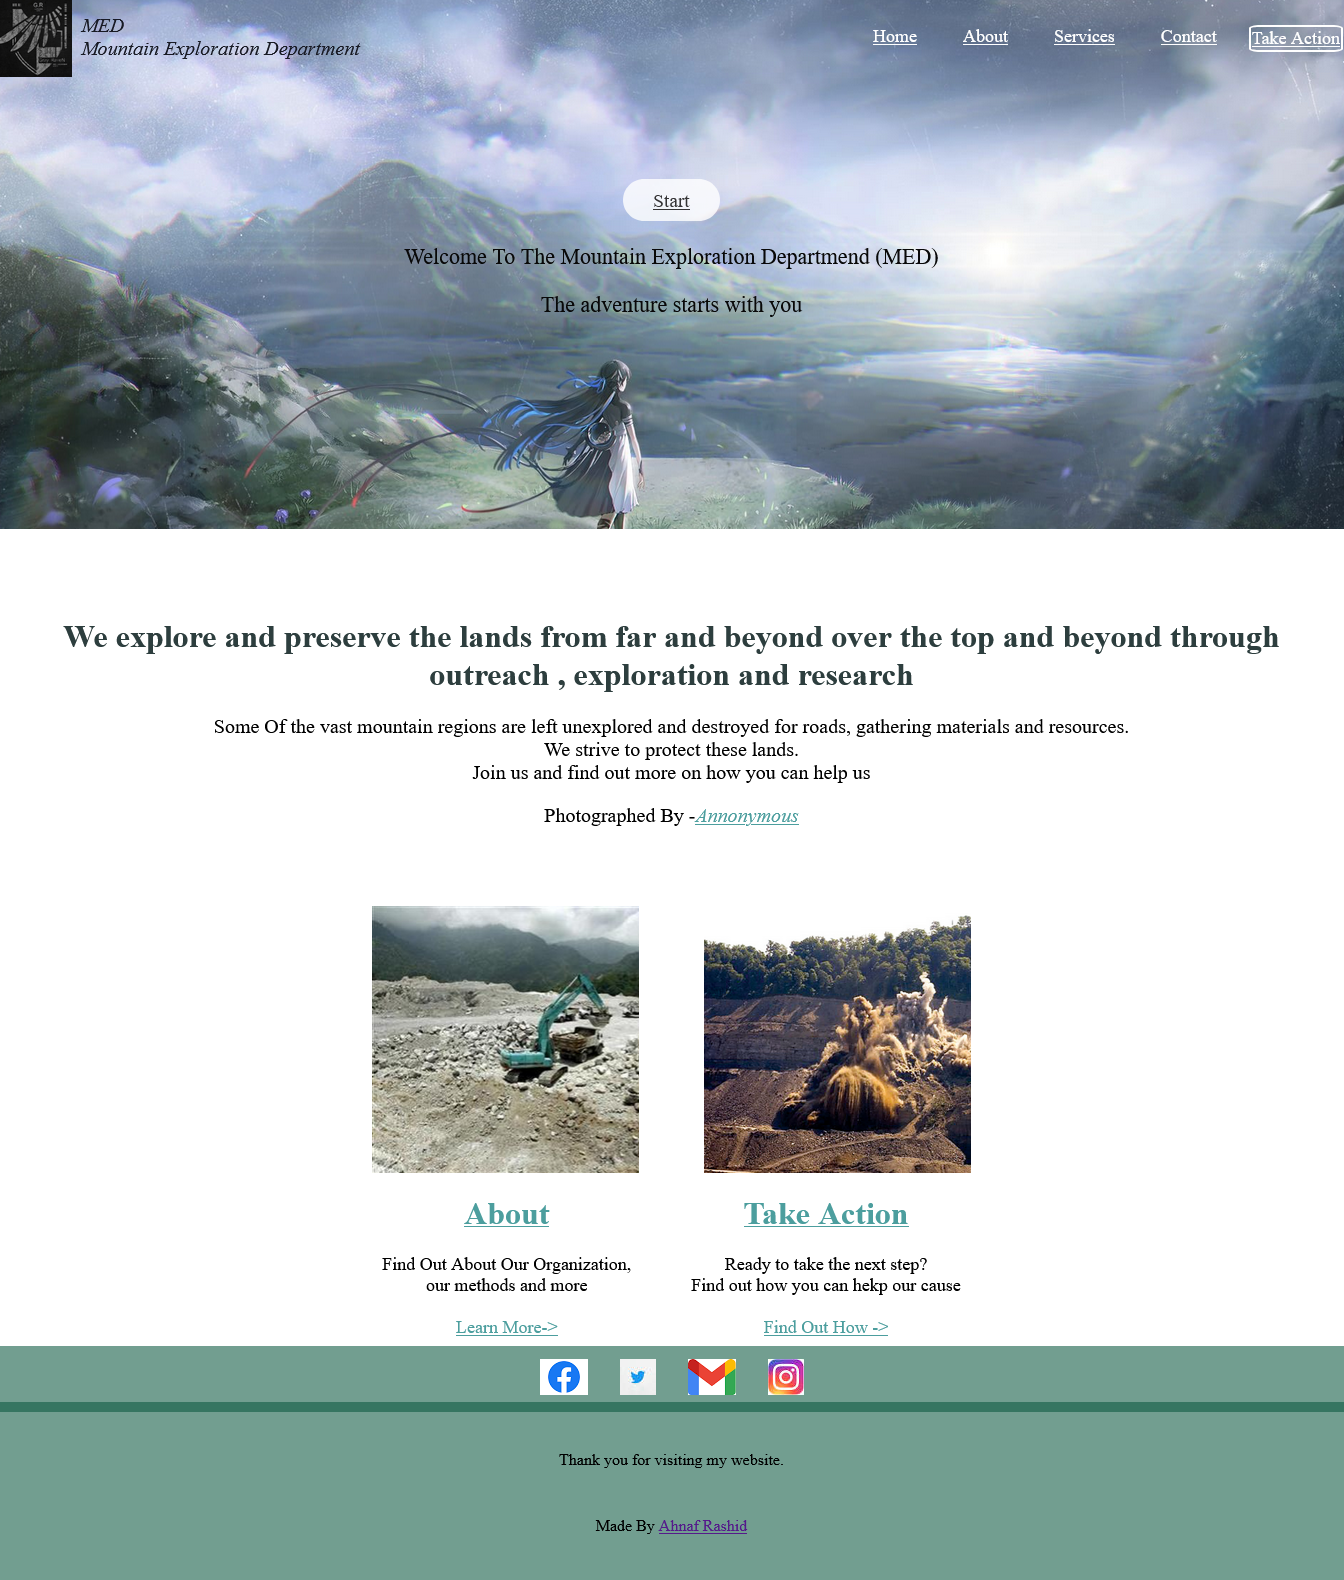 MED
Mountain Exploration Department
Home
About
Services
Contact
Take Action
Start
Welcome To The Mountain Exploration Departmend (MED)
The adventure starts with you
We explore and preserve the lands from far and beyond over the top and beyond through
outreach , exploration and research
Some Of the vast mountain regions are left unexplored and destroyed for roads, gathering materials and resources.
We strive to protect these lands.
Join us and find out more on how you can help us
Photographed By -Annonymous
About
Find Out About Our Organization,
our methods and more
Learn More->
Take Action
Ready to take the next step?
Find out how you can hekp our cause
Find Out How ->
Thank you for visiting my website.
Made By Ahnaf Rashid